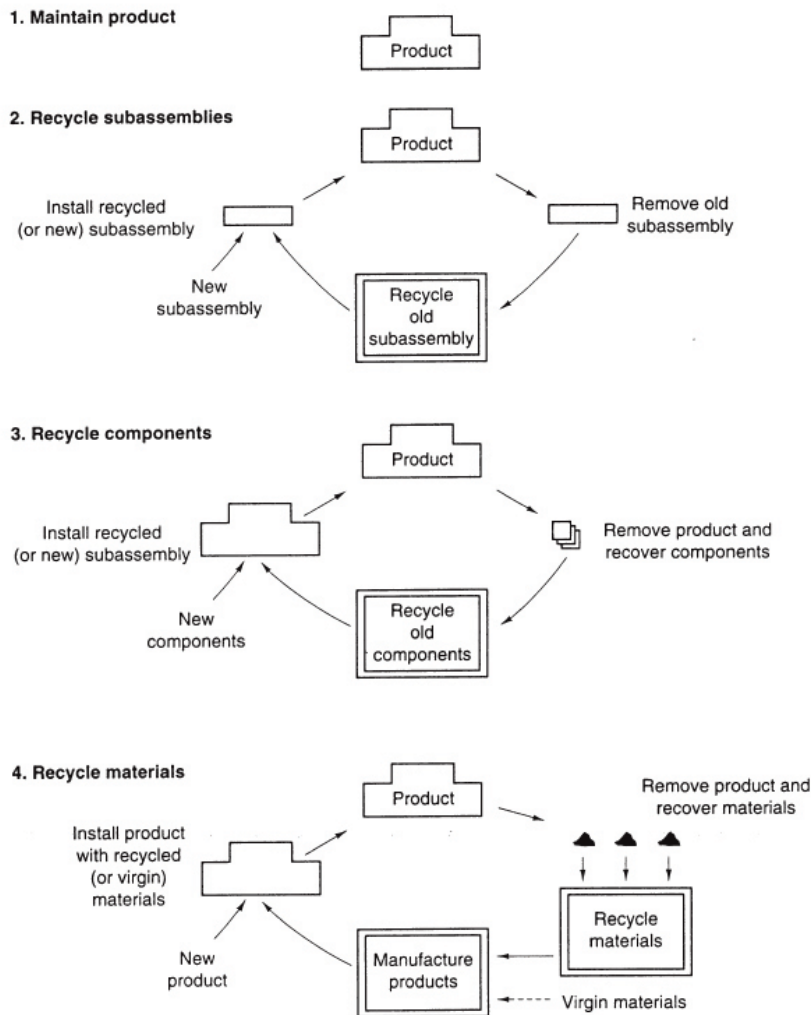 1. Maintain product
Product
2. Recycle subassemblies
Product
Install recycled
(or new) subassembly
Remove old
subassembly
New
subassembly
Recycle
old
subassembly
3. Recycle components
Product
Install recycled
(or new) subassembly
Remove product and
recover components
New
components
Recycle
old
components
4. Recycle materials
Product
Remove product and
recover materials
Install product
with recycled
(or virgin)
materials
Recycle
materials
New
product
Manufacture
products
Virgin materials